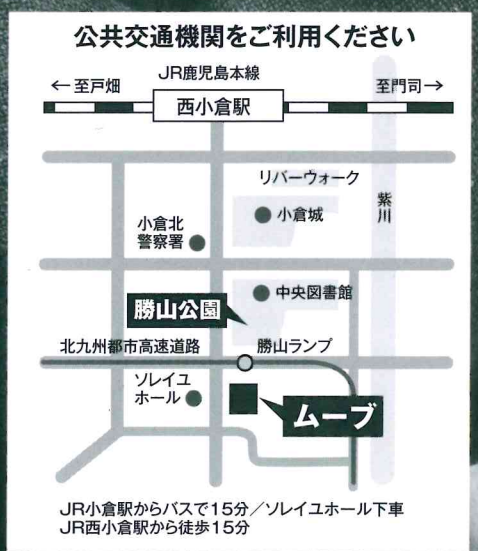 公共交通機関をご利用ください
JR鹿児島本線
←至戸畑
至門司→
西小倉駅
リバーウォーク
紫川
小倉城
小倉北
警察署
中央図書館
勝山公園
北九州都市高速道路
勝山ランプ
ソレイユ
ホール
ムーブ
JR小倉駅からバスで15分/ソレイユホール下車
JR西小倉駅から徒歩15分